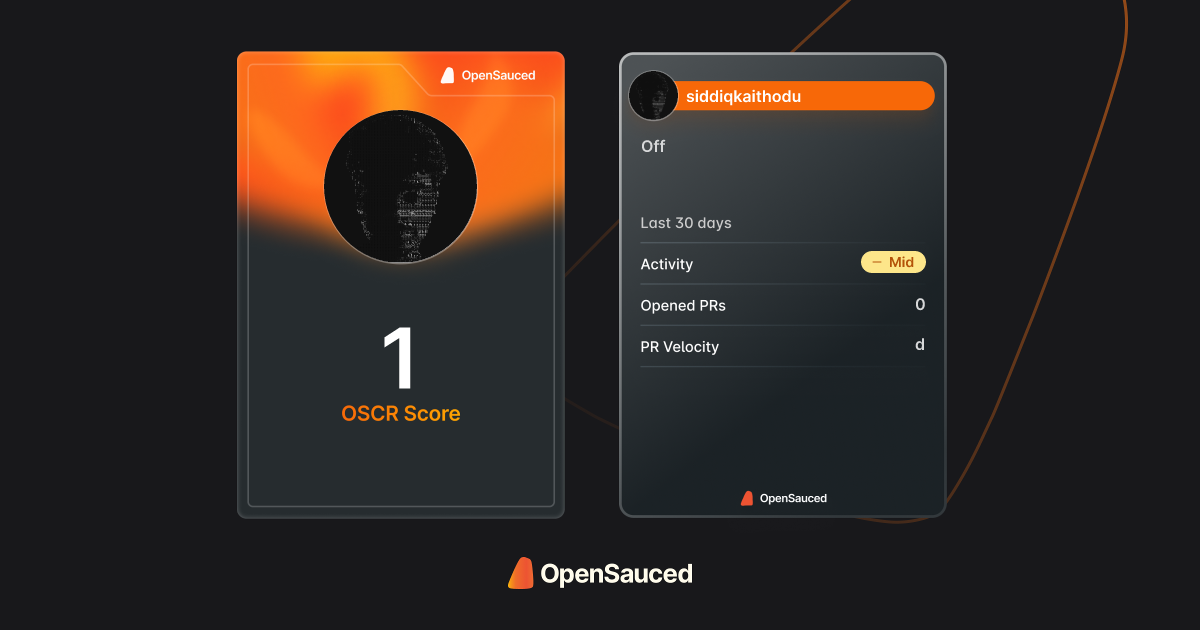 OpenSauced
1
OSCR Score
siddiqkaithodu
Off
Last 30 days
Activity – Mid
Opened PRs 0
PR Velocity d
OpenSauced
OpenSauced